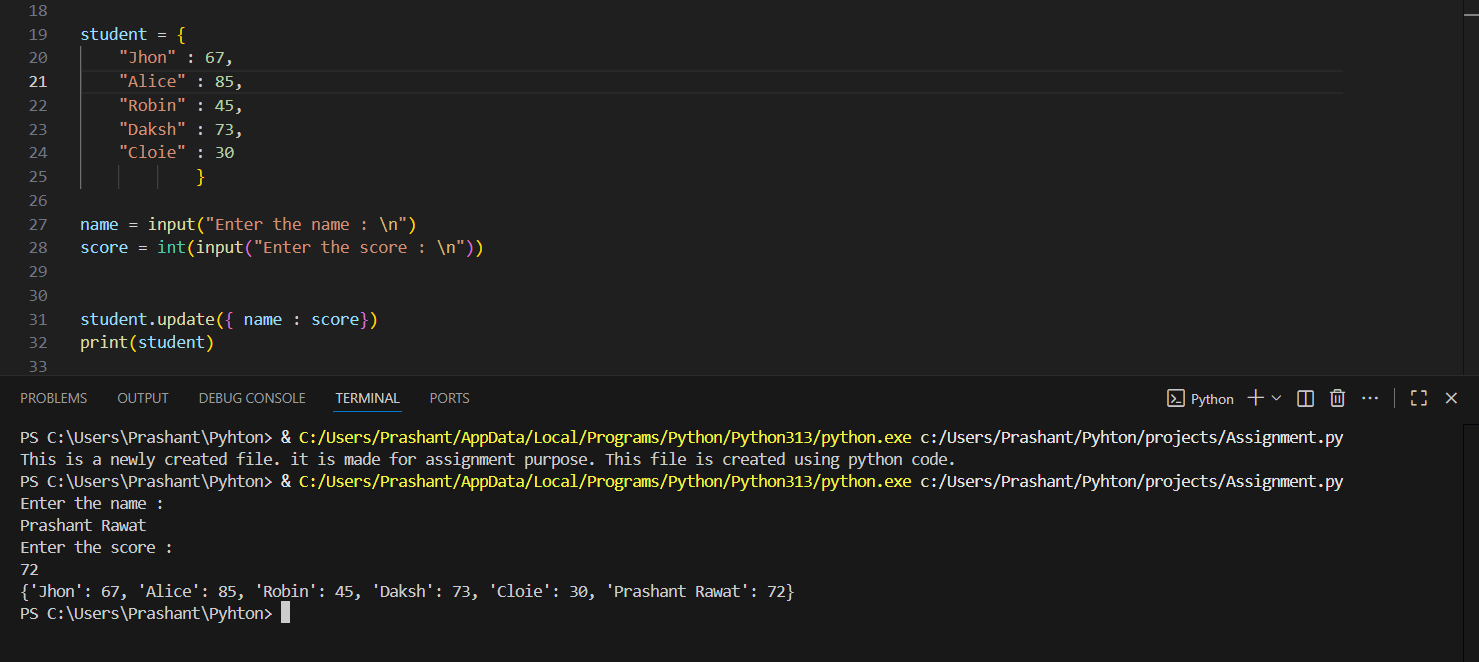 18
19 student = {
20 "Jhon" : 67,
21 "Alice" : 85,
22 "Robin" : 45,
23 "Daksh" : 73,
24 "Cloie" : 30
25 }
26
27 name = input("Enter the name : \n")
28 score = int(input("Enter the score : \n"))
29
30
31 student.update({ name : score})
32 print(student)
33
PROBLEMS OUTPUT DEBUG CONSOLE TERMINAL PORTS Python
PS C:\Users\Prashant\Pyhton> & C:/Users/Prashant/AppData/Local/Programs/Python/Python313/python.exe c:/Users/Prashant/Pyhton/projects/Assignment.py
This is a newly created file. it is made for assignment purpose. This file is created using python code.
PS C:\Users\Prashant\Pyhton> & C:/Users/Prashant/AppData/Local/Programs/Python/Python313/python.exe c:/Users/Prashant/Pyhton/projects/Assignment.py
Enter the name :
Prashant Rawat
Enter the score :
72
{'Jhon': 67, 'Alice': 85, 'Robin': 45, 'Daksh': 73, 'Cloie': 30, 'Prashant Rawat': 72}
PS C:\Users\Prashant\Pyhton>